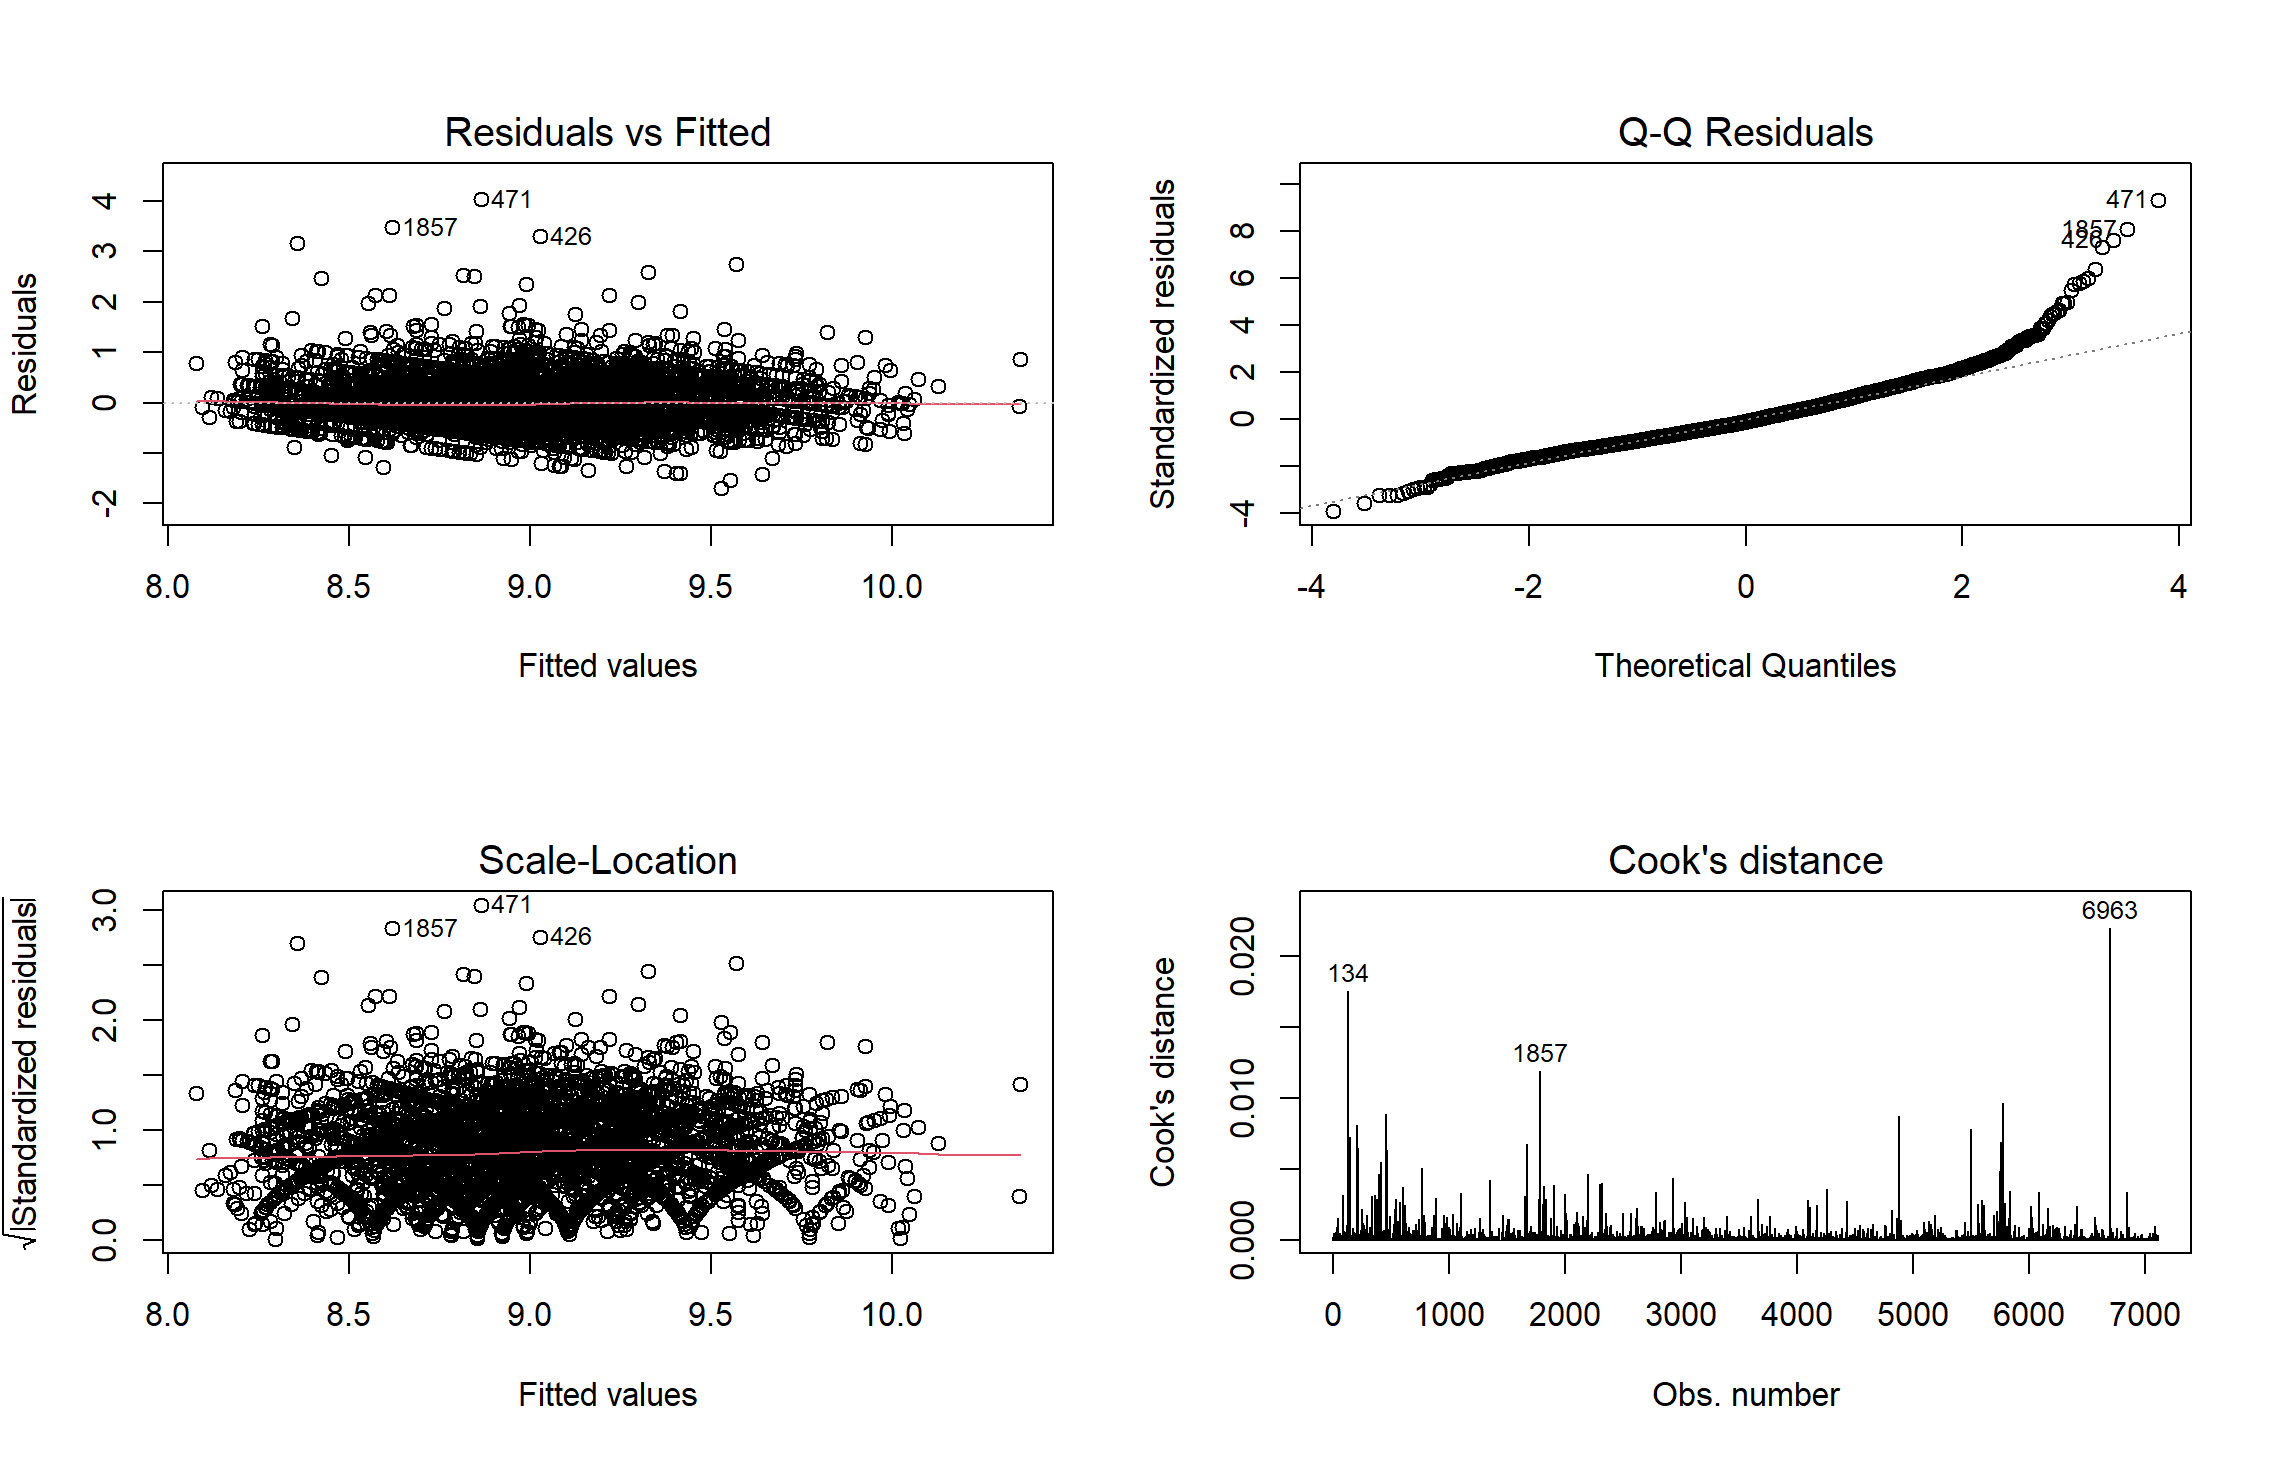 Residuals vs Fitted
Residuals
4
3
2
1
0
-2
471
1857
426
8.0 8.5 9.0 9.5 10.0
Fitted values
Q-Q Residuals
Standardized residuals
8
6
4
2
0
-4
471
1857
426
-4 -2 0 2 4
Theoretical Quantiles
Scale-Location
√|Standardized residuals|
3.0
2.0
1.0
0.0
471
1857
426
8.0 8.5 9.0 9.5 10.0
Fitted values
Cook's distance
Cook's distance
0.020
0.010
0.000
6963
134
1857
0 1000 2000 3000 4000 5000 6000 7000
Obs. number